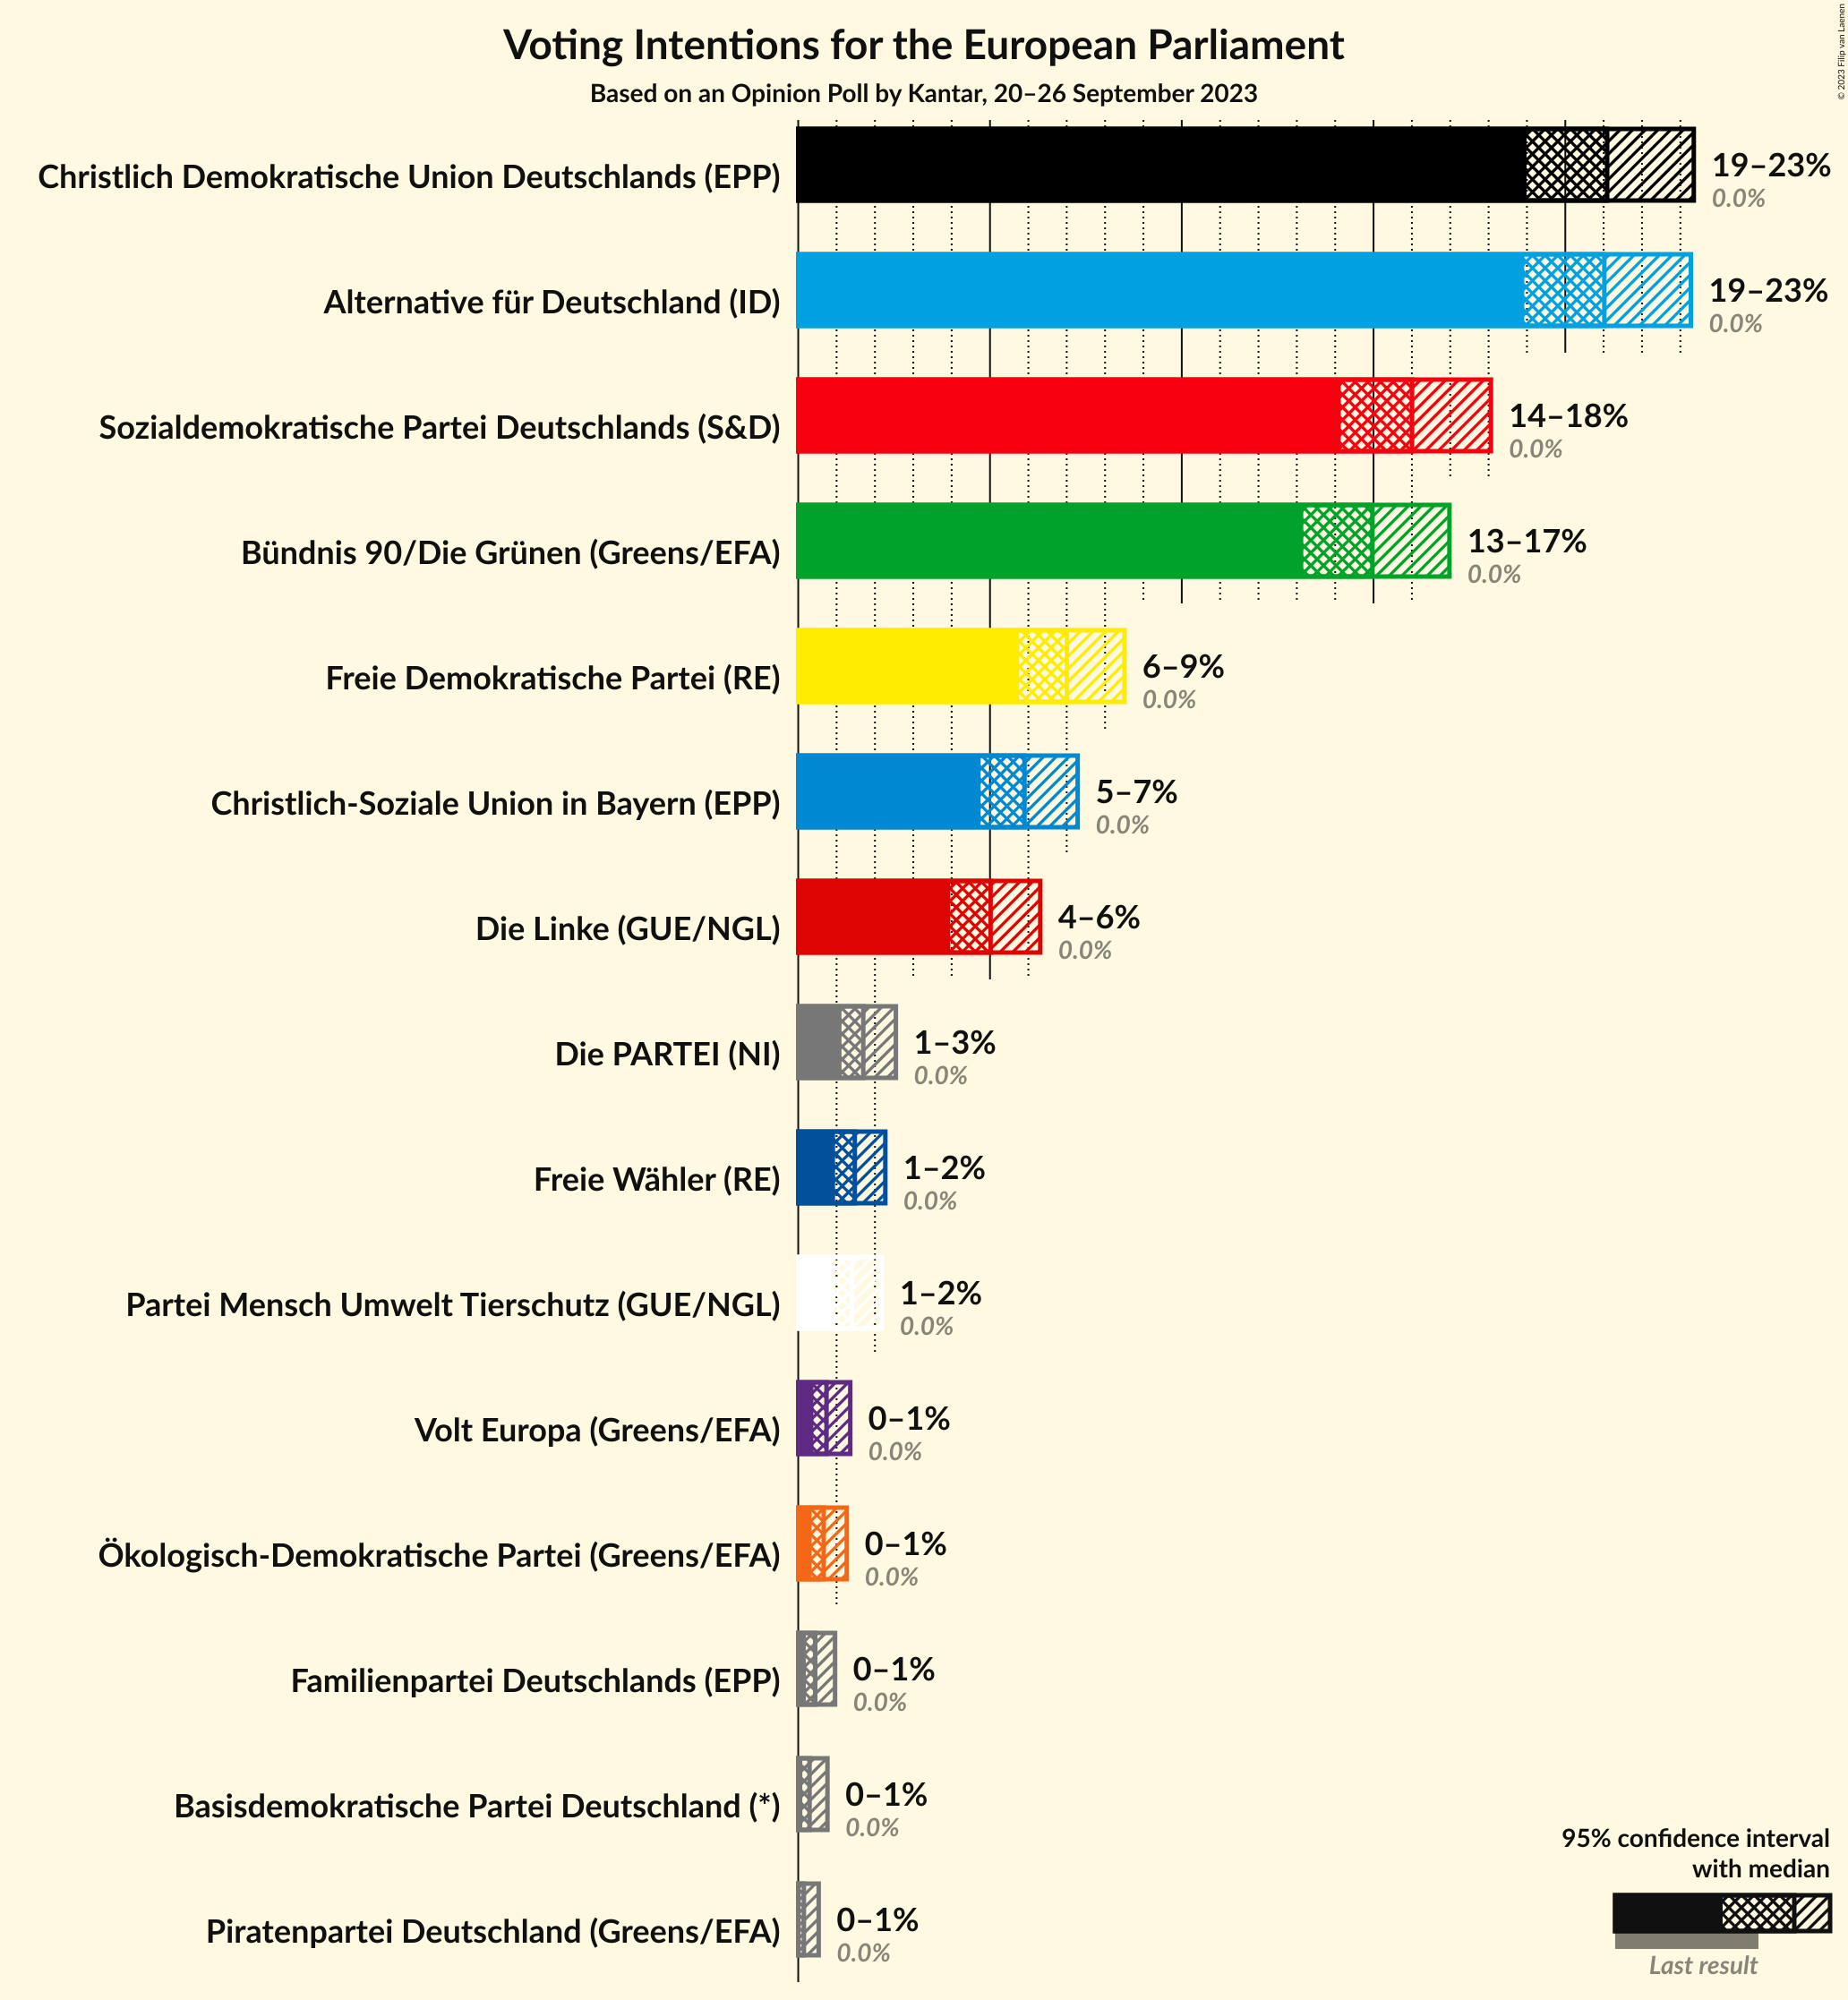 Voting Intentions for the European Parliament
Based on an Opinion Poll by Kantar, 20–26 September 2023
© 2023 Filip van Laenen
Christlich Demokratische Union Deutschlands (EPP)
19–23%
0.0%
Alternative für Deutschland (ID)
19–23%
0.0%
Sozialdemokratische Partei Deutschlands (S&D)
14–18%
0.0%
Bündnis 90/Die Grünen (Greens/EFA)
13–17%
0.0%
Freie Demokratische Partei (RE)
6–9%
0.0%
Christlich-Soziale Union in Bayern (EPP)
5–7%
0.0%
Die Linke (GUE/NGL)
4–6%
0.0%
Die PARTEI (NI)
1–3%
0.0%
Freie Wähler (RE)
1–2%
0.0%
Partei Mensch Umwelt Tierschutz (GUE/NGL)
1–2%
0.0%
Volt Europa (Greens/EFA)
0–1%
0.0%
Ökologisch-Demokratische Partei (Greens/EFA)
0–1%
0.0%
Familienpartei Deutschlands (EPP)
0–1%
0.0%
Basisdemokratische Partei Deutschland (*)
0–1%
0.0%
Piratenpartei Deutschland (Greens/EFA)
0–1%
0.0%
95% confidence interval
with median
Last result